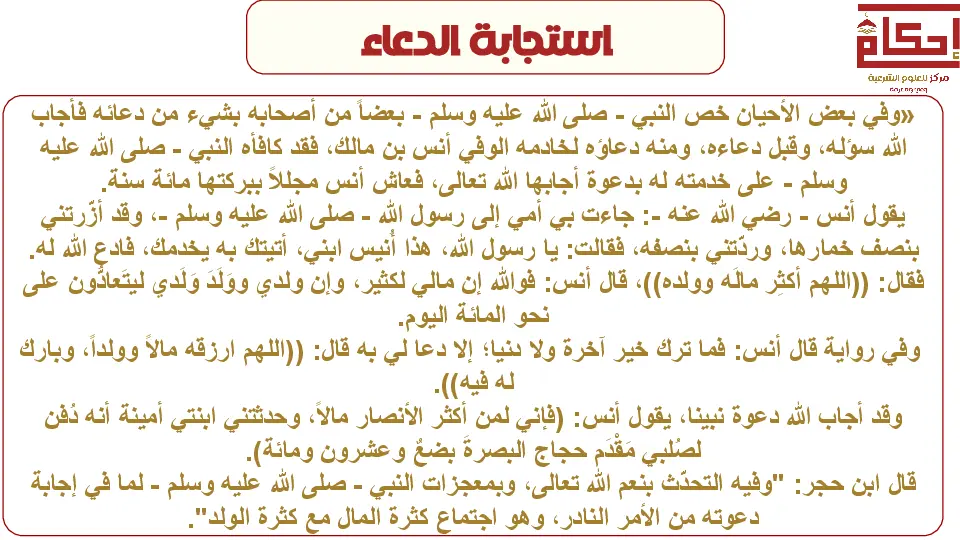 استجابة الدعاء
إحكام
مركز للعلوم الشرعية
«وفي بعض الأحيان خص النبي - صلى الله عليه وسلم - بعضاً من أصحابه بشيء من دعائه فأجاب
الله سؤله، وقبل دعاءه، ومنه دعاؤه لخادمه الوفي أنس بن مالك، فقد كافأه النبي - صلى الله عليه
وسلم - على خدمته له بدعوة أجابها الله تعالى، فعاش أنس مجللاً ببركتها مائة سنة.
يقول أنس - رضي الله عنه -: جاءت بي أمي إلى رسول الله - صلى الله عليه وسلم -، وقد أزّرتني
بنصف خمارها، وردّتني بنصفه، فقالت: يا رسول الله، هذا أُنيس ابني، أتيتك به يخدمك، فادع الله له.
فقال: ((اللهم أكثِر مالَه وولده))، قال أنس: فوالله إن مالي لكثير، وإن ولدي ووَلَدَ وَلَدي ليتَعادُّون على
نحو المائة اليوم.
وفي رواية قال أنس: فما ترك خير آخرة ولا دنيا؛ إلا دعا لي به قال: ((اللهم ارزقه مالاً وولداً، وبارك
له فيه)).
وقد أجاب الله دعوة نبينا، يقول أنس: (فإني لمن أكثر الأنصار مالاً، وحدثتني ابنتي أمينة أنه دُفن
لصُلبي مَقْدَم حجاج البصرةَ بضعٌ وعشرون ومائة).
قال ابن حجر: "وفيه التحدّث بنعم الله تعالى، وبمعجزات النبي - صلى الله عليه وسلم - لما في إجابة
دعوته من الأمر النادر، وهو اجتماع كثرة المال مع كثرة الولد".